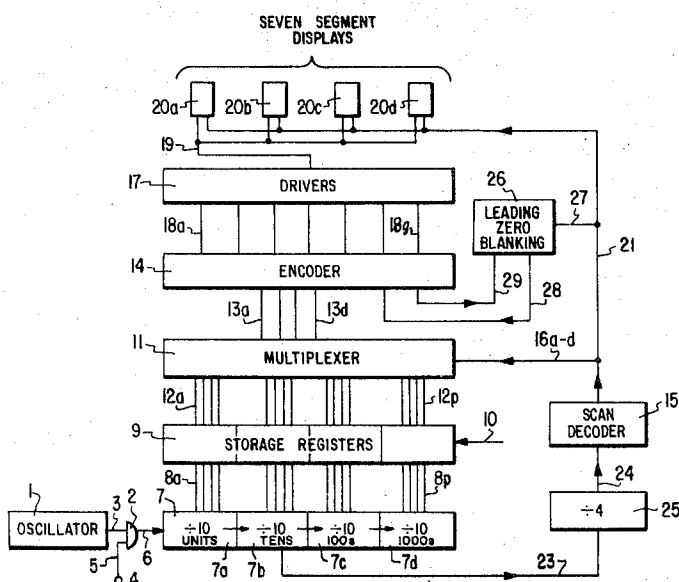 SEVEN SEGMENT
DISPLAYS
20a 20b 20c 20d
19
17 DRIVERS
26
LEADING
ZERO
BLANKING
27
18a 18g
21
14 ENCODER
29
28
13a 13d
11 MULTIPLEXER
16a-d
12a 12p
15
SCAN
DECODER
9 STORAGE REGISTERS
10
24
8a 8p
1
OSCILLATOR
3 2
6
5
4
7
÷10 ÷10 ÷10 ÷10
UNITS TENS 100s 1000s
7a 7b 7c 7d
÷4 25
23